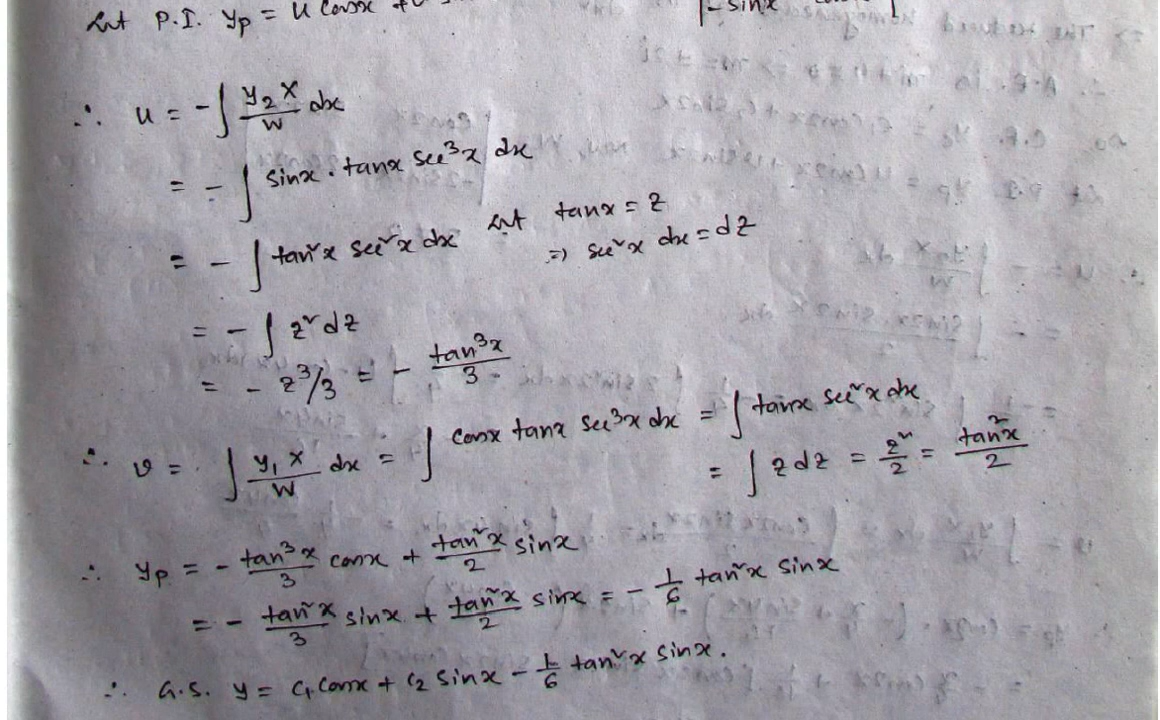 Let P.I. yp = u cosx + v
|-sinx
∴ u = - ∫ y₂X/W dx
= - ∫ sinx . tanx sec³x dx
= - ∫ tan²x sec²x dx Let tanx = z
⇒ sec²x dx = dz
= - ∫ z² dz
= - z³/3 = - tan³x/3
∴ v = ∫ y₁X/W dx = ∫ cosx tanx sec³x dx = ∫ tanx sec²x dx
= ∫ z dz = z²/2 = tan²x/2
∴ yp = - tan³x/3 cosx + tan²x/2 sinx
= - tan²x/3 sinx + tan²x/2 sinx = - 1/6 tan²x sinx
∴ G.S. y = c₁ cosx + c₂ sinx - 1/6 tan²x sinx.